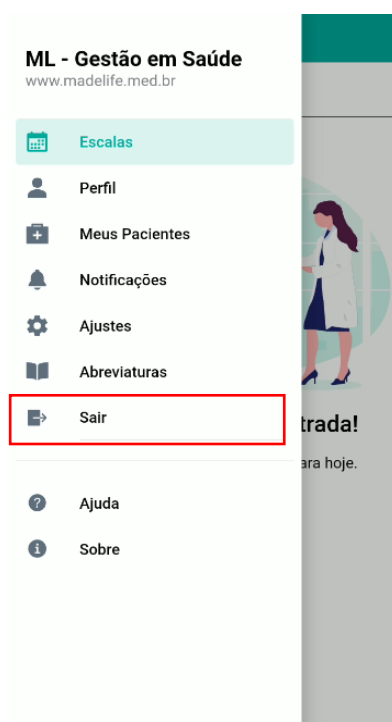 ML - Gestão em Saúde
www.madelife.med.br
Escalas
Perfil
Meus Pacientes
Notificações
Ajustes
Abreviaturas
Sair
trada!
ara hoje.
Ajuda
Sobre